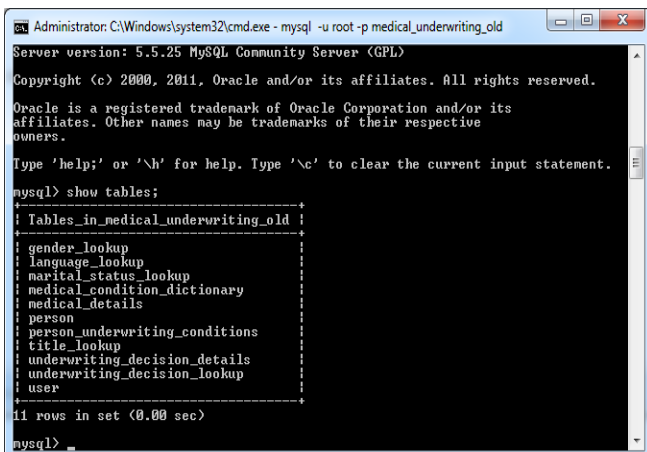 Administrator: C:\Windows\system32\cmd.exe - mysql -u root -p medical_underwriting_old
Server version: 5.5.25 MySQL Community Server (GPL)
Copyright (c) 2000, 2011, Oracle and/or its affiliates. All rights reserved.
Oracle is a registered trademark of Oracle Corporation and/or its
affiliates. Other names may be trademarks of their respective
owners.
Type 'help;' or '\h' for help. Type '\c' to clear the current input statement.
mysql> show tables;
+------------------------------------+
| Tables_in_medical_underwriting_old |
+------------------------------------+
| gender_lookup                      |
| language_lookup                    |
| marital_status_lookup              |
| medical_condition_dictionary       |
| medical_details                    |
| person                             |
| person_underwriting_conditions     |
| title_lookup                       |
| underwriting_decision_details      |
| underwriting_decision_lookup       |
| user                               |
+------------------------------------+
11 rows in set (0.00 sec)
mysql> _